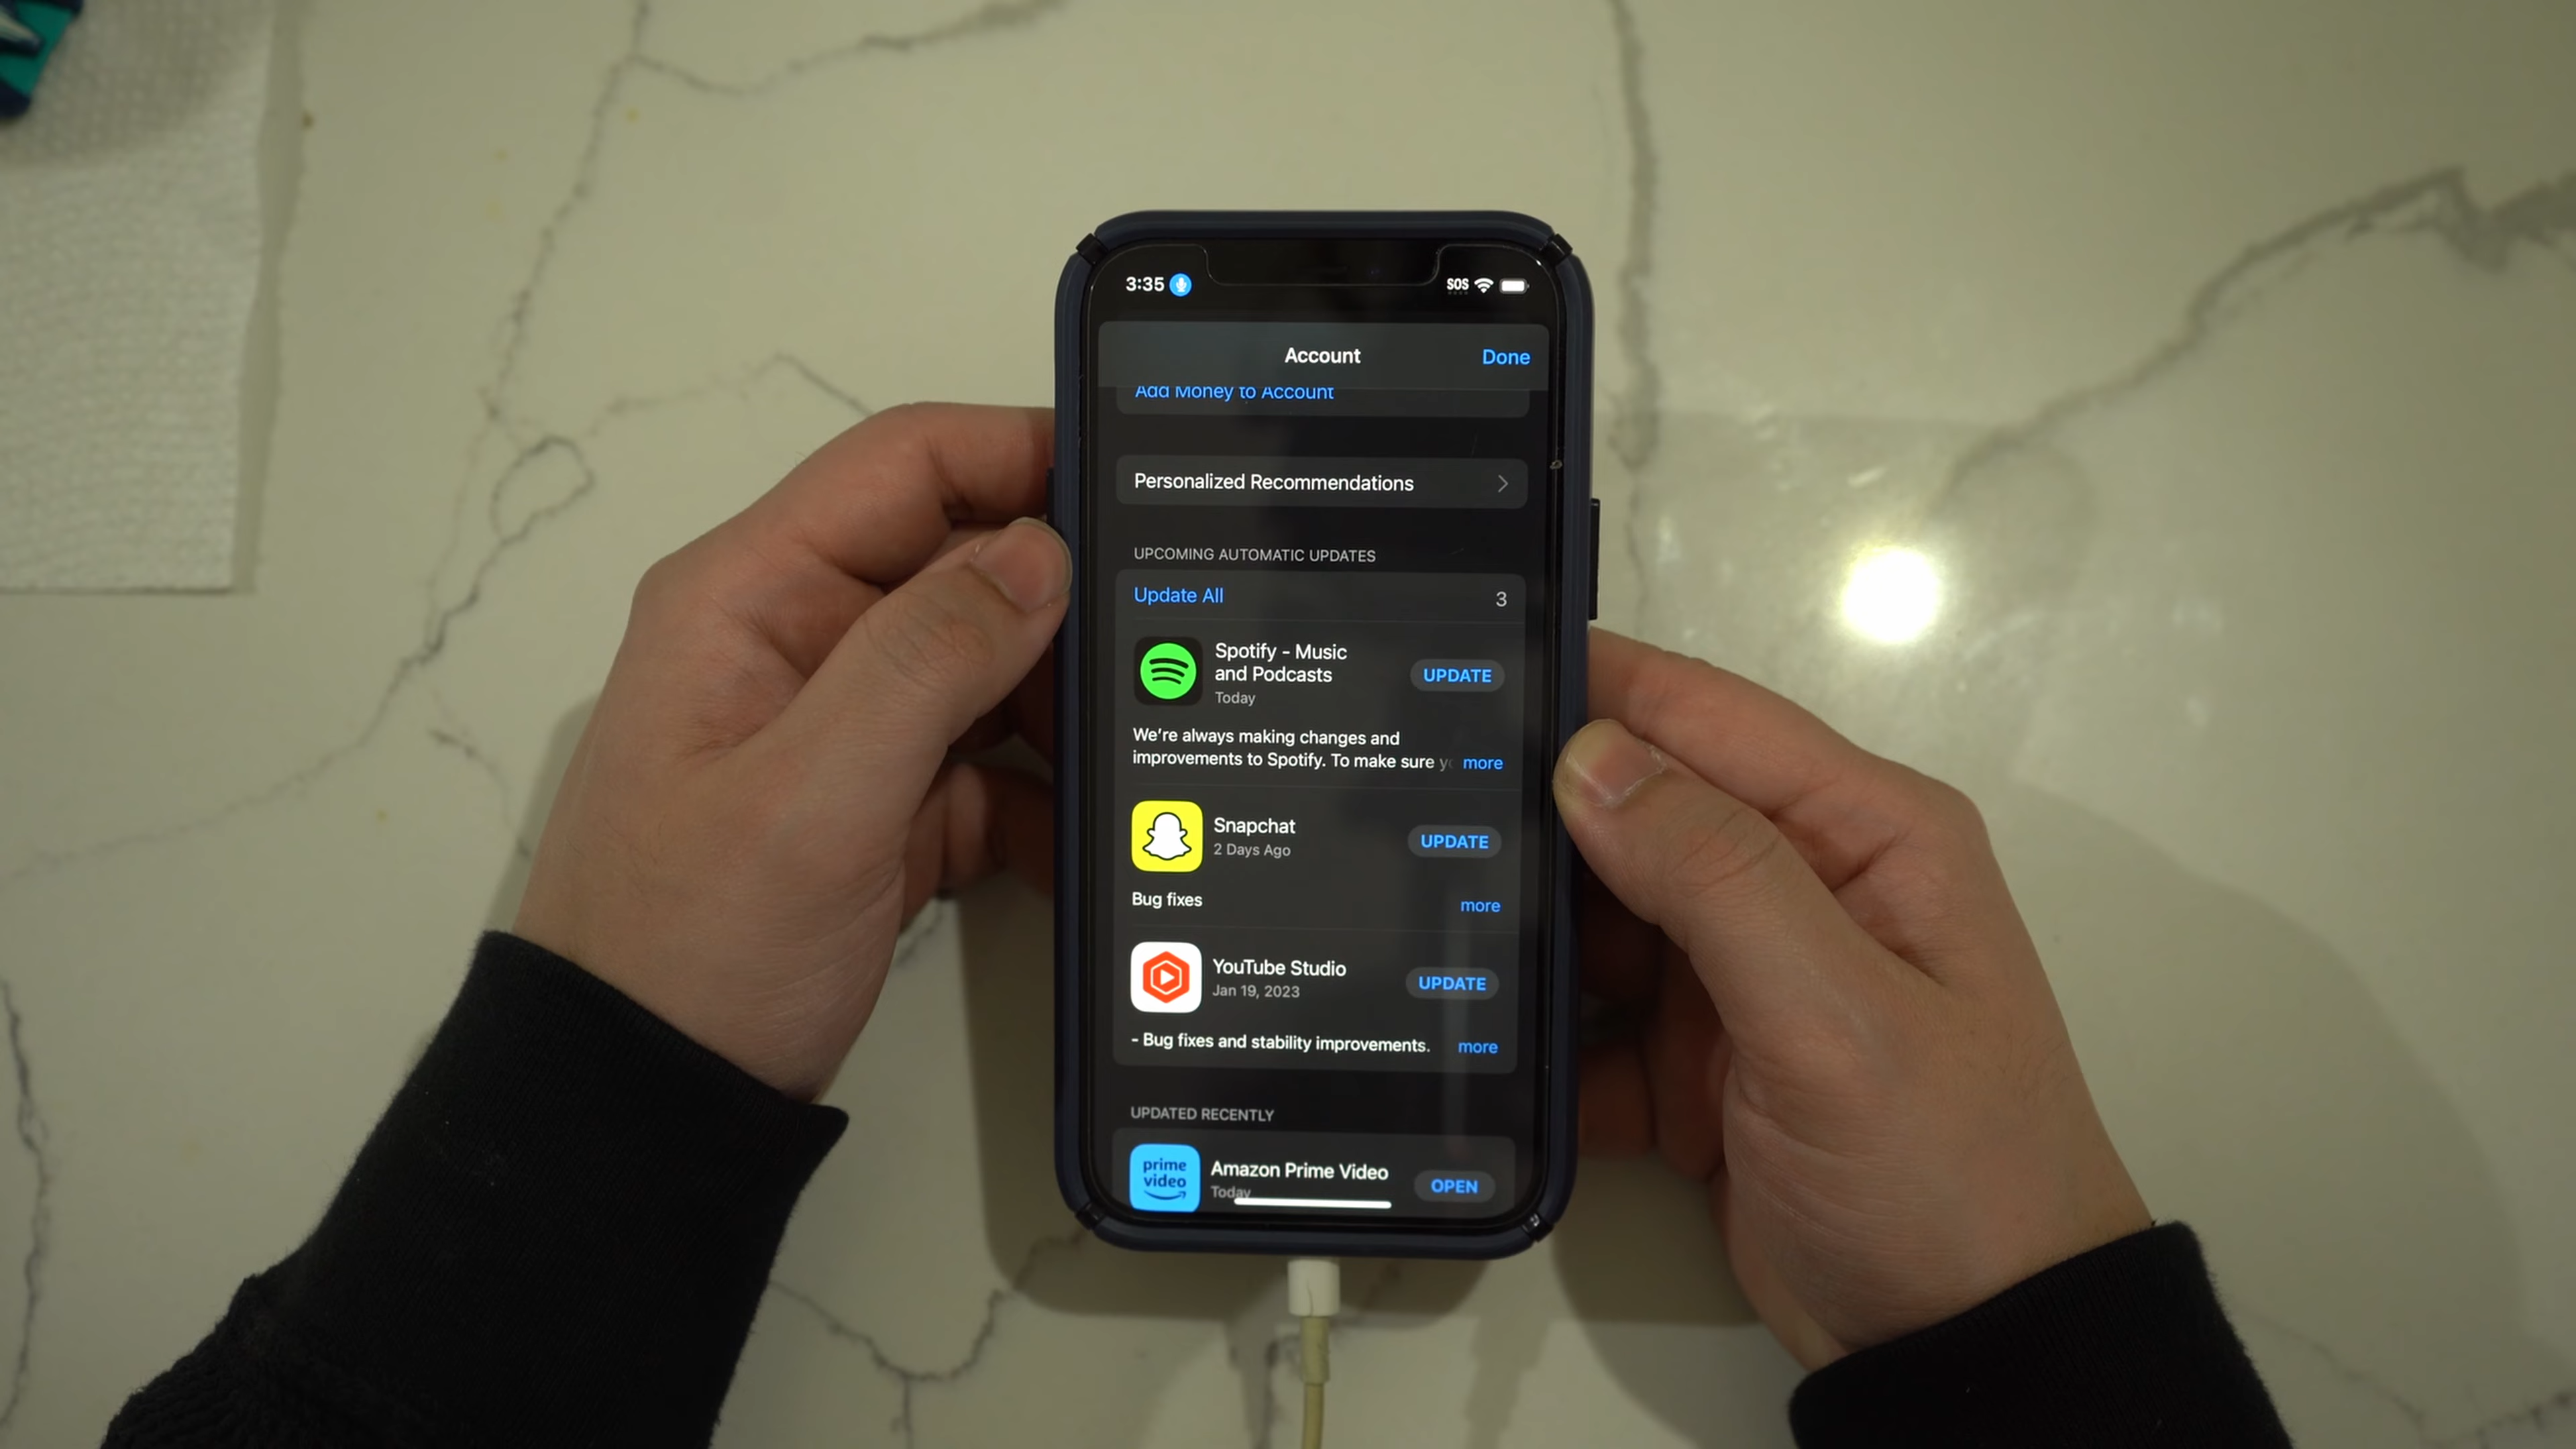 3:35
SOS
Account
Done
Add Money to Account
Personalized Recommendations
UPCOMING AUTOMATIC UPDATES
Update All
3
Spotify - Music
and Podcasts
Today
UPDATE
We're always making changes and
improvements to Spotify. To make sure
more
Snapchat
2 Days Ago
UPDATE
Bug fixes
more
YouTube Studio
Jan 19, 2023
UPDATE
- Bug fixes and stability improvements.
more
UPDATED RECENTLY
prime
video
Amazon Prime Video
Today
OPEN